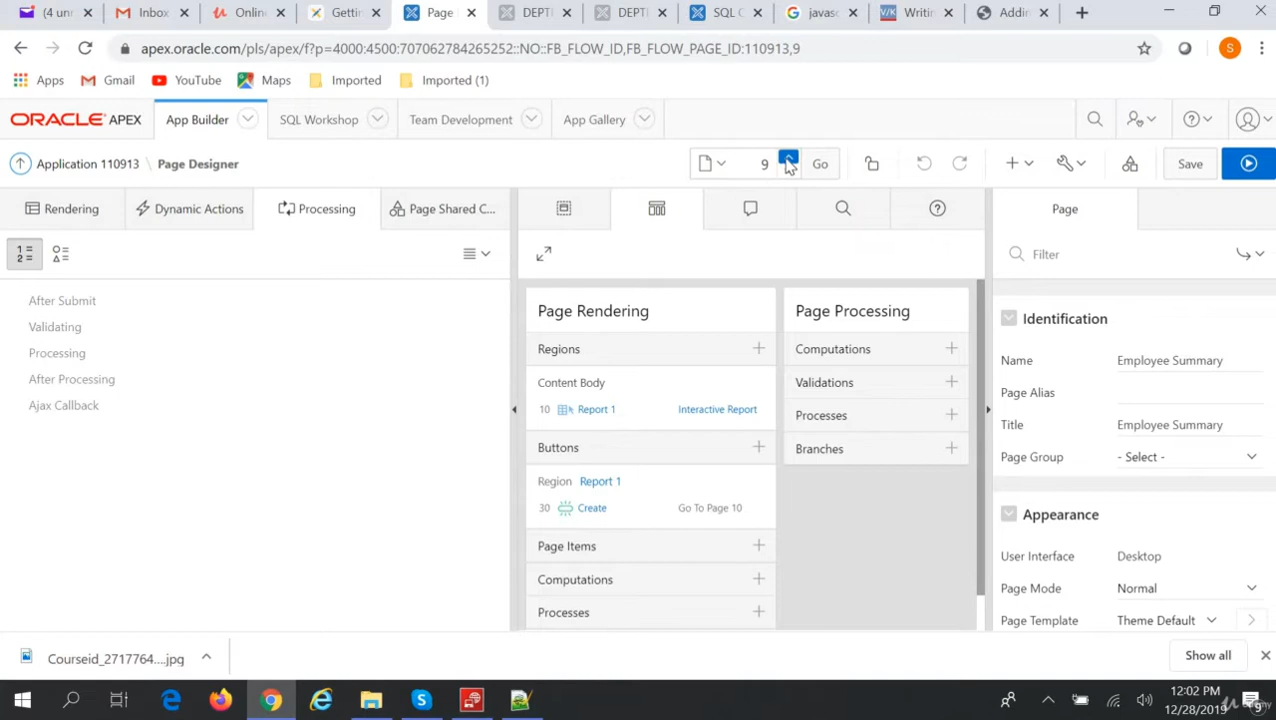 (4 unr
Inbox
Onlin
Gettin
Page
DEPT
DEPT
SQL C
javasc
V/K
Writin
Addin
apex.oracle.com/pls/apex/f?p=4000:4500:707062784265252::NO::FB_FLOW_ID,FB_FLOW_PAGE_ID:110913,9
S
Apps
Gmail
YouTube
Maps
Imported
Imported (1)
ORACLE APEX
App Builder
SQL Workshop
Team Development
App Gallery
Application 110913 \ Page Designer
9
Go
Save
Rendering
Dynamic Actions
Processing
Page Shared C...
Page
Filter
After Submit
Validating
Processing
After Processing
Ajax Callback
Page Rendering
Regions
Content Body
10 Report 1 Interactive Report
Buttons
Region Report 1
30 Create Go To Page 10
Page Items
Computations
Processes
Page Processing
Computations
Validations
Processes
Branches
Identification
Name Employee Summary
Page Alias
Title Employee Summary
Page Group - Select -
Appearance
User Interface Desktop
Page Mode Normal
Page Template Theme Default
Courseid_2717764....jpg
Show all
12:02 PM
12/28/2019